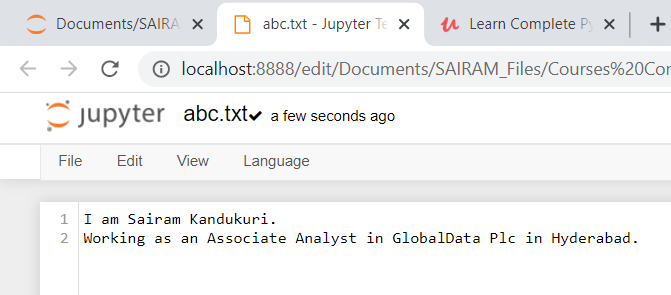 Documents/SAIRA
abc.txt - Jupyter Te
Learn Complete Py
localhost:8888/edit/Documents/SAIRAM_Files/Courses%20Con
jupyter abc.txt✔ a few seconds ago
File Edit View Language
1 I am Sairam Kandukuri.
2 Working as an Associate Analyst in GlobalData Plc in Hyderabad.